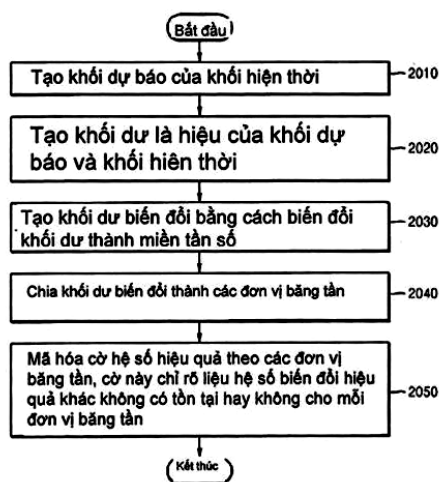 Bắt đầu
Tạo khối dự báo của khối hiện thời
2010
Tạo khối dư là hiệu của khối dự
báo và khối hiên thời
2020
Tạo khối dư biến đổi bằng cách biến đổi
khối dư thành miền tần số
2030
Chia khối dư biến đổi thành các đơn vị băng tần
2040
Mã hóa cờ hệ số hiệu quả theo các đơn vị
băng tần, cờ này chỉ rõ liệu hệ số biến đổi hiệu
quả khác không có tồn tại hay không cho mỗi
đơn vị băng tần
2050
Kết thúc